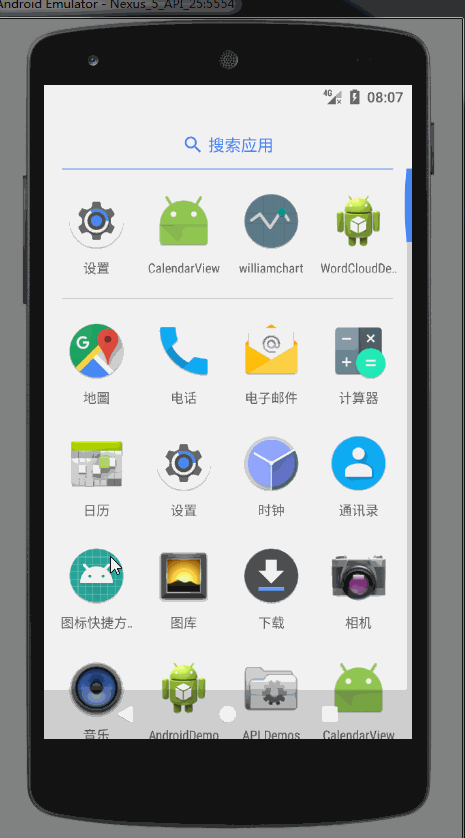 Android Emulator - Nexus_5_API_25:5554
4G 08:07
搜索应用
设置 CalendarView williamchart WordCloudDe..
地圖 电话 电子邮件 计算器
日历 设置 时钟 通讯录
图标快捷方.. 图库 下载 相机
音乐 AndroidDemo API Demos CalendarView